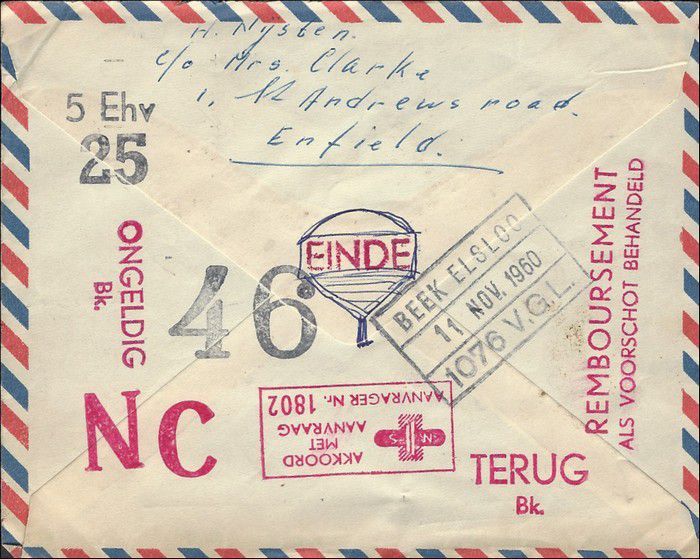 H. Nysten.
c/o Mrs. Clarke
1, St Andrews road.
Enfield.
5 Ehv
25
ONGELDIG
Bk.
46
EINDE
BEEK ELSLOO
11 NOV. 1960
1076 V.G.L.
REMBOURSEMENT
ALS VOORSCHOT BEHANDELD
NC
AKKOORD
MET
AANVRAAG
AANVRAGER Nr. 1802
N S
TERUG
Bk.